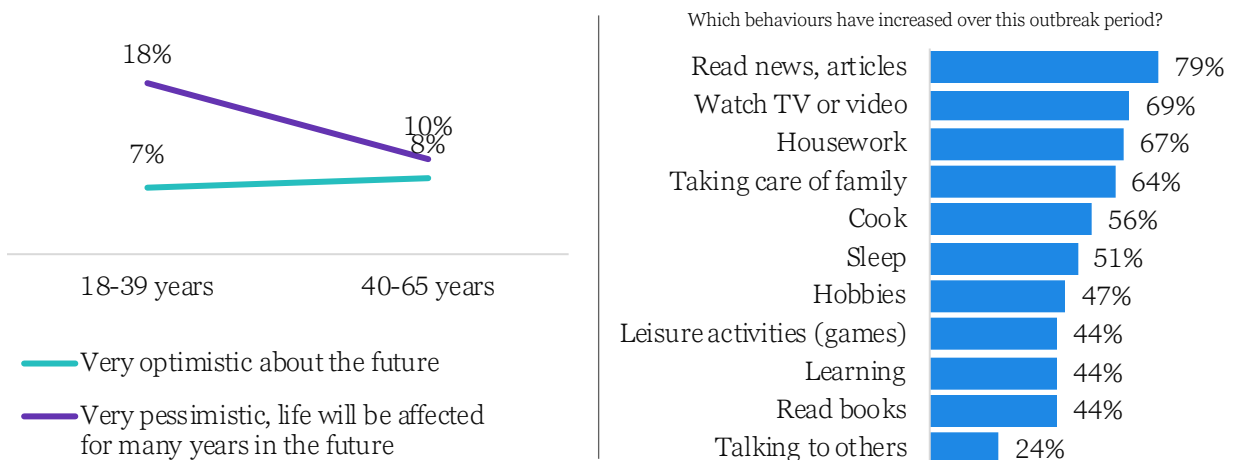 18%
10%
8%
7%
18-39 years
40-65 years
Very optimistic about the future
Very pessimistic, life will be affected
for many years in the future
Which behaviours have increased over this outbreak period?
Read news, articles 79%
Watch TV or video 69%
Housework 67%
Taking care of family 64%
Cook 56%
Sleep 51%
Hobbies 47%
Leisure activities (games) 44%
Learning 44%
Read books 44%
Talking to others 24%